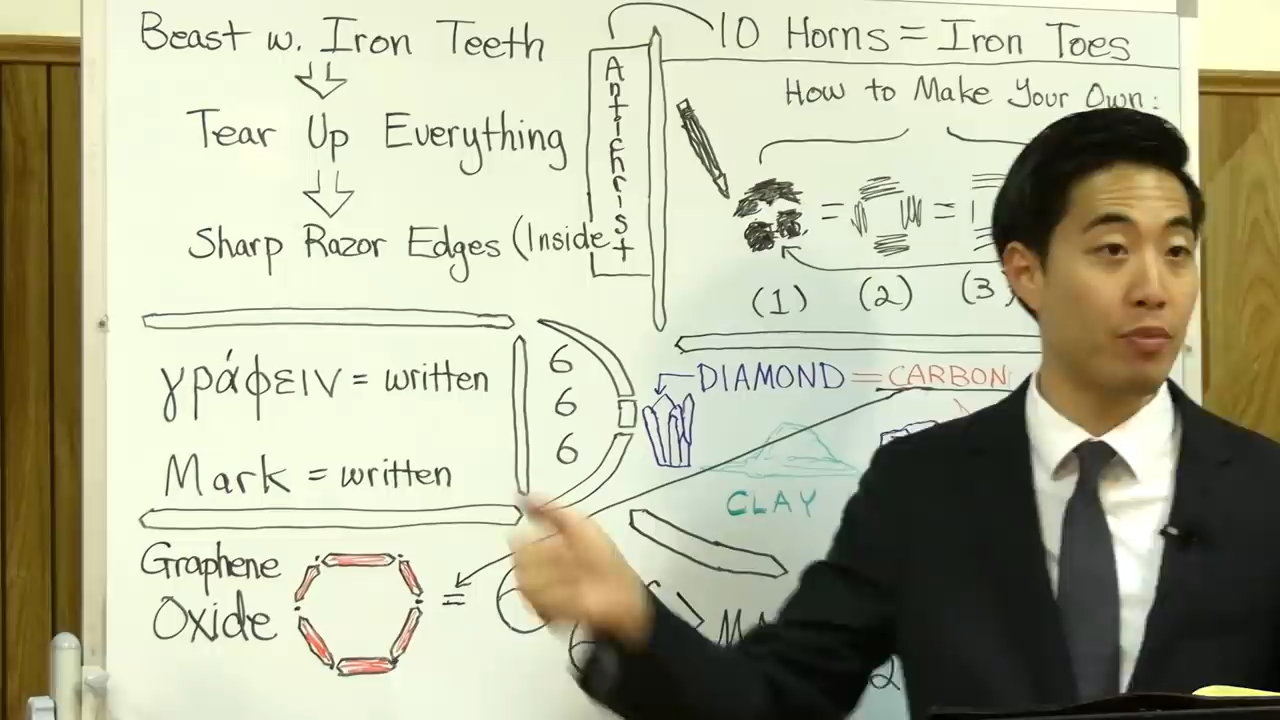 Beast w. Iron Teeth
Tear Up Everything
Sharp Razor Edges (Inside
Antichrist
10 Horns = Iron Toes
How to Make Your Own:
= =
(1) (2) (3
γράφειν = written
Mark = written
6
6
6
DIAMOND = CARBON
CLAY
Graphene
Oxide
=